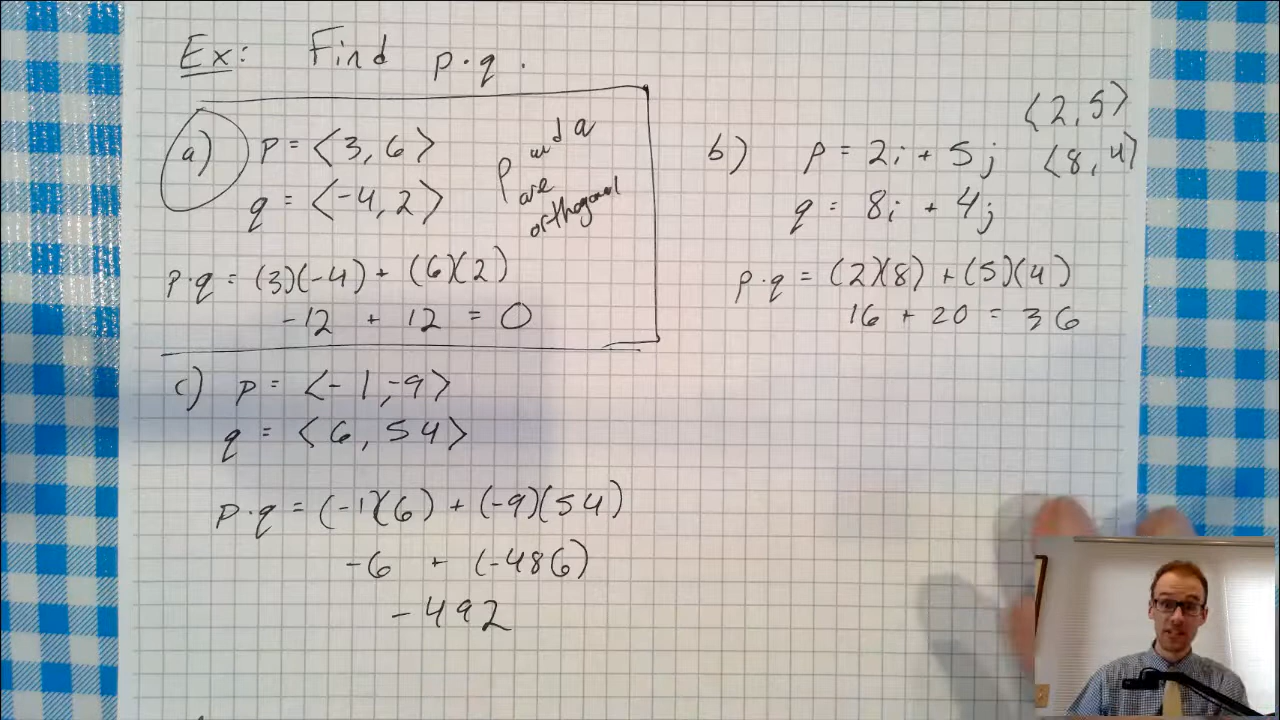 Ex: Find p·q.
a) p = ⟨3, 6⟩
q = ⟨-4, 2⟩
p and q
are
orthogonal
p·q = (3)(-4) + (6)(2)
-12 + 12 = 0
b) p = 2i + 5j
q = 8i + 4j
⟨2, 5⟩
⟨8, 4⟩
p·q = (2)(8) + (5)(4)
16 + 20 = 36
c) p = ⟨-1, -9⟩
q = ⟨6, 54⟩
p·q = (-1)(6) + (-9)(54)
-6 + (-486)
-492